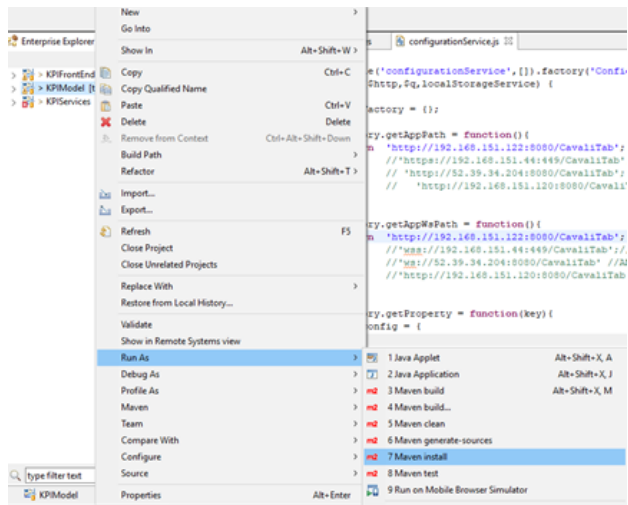 Enterprise Explorer
> KPIFrontEnd
> KPIModel [t
> KPIServices
type filter text
KPIModel
New
Go Into
Show In Alt+Shift+W >
Copy Ctrl+C
Copy Qualified Name
Paste Ctrl+V
Delete Delete
Remove from Context Ctrl+Alt+Shift+Down
Build Path
Refactor Alt+Shift+T >
Import...
Export...
Refresh F5
Close Project
Close Unrelated Projects
Replace With
Restore from Local History...
Validate
Show in Remote Systems view
Run As
Debug As
Profile As
Maven
Team
Compare With
Configure
Source
Properties Alt+Enter
1 Java Applet Alt+Shift+X, A
2 Java Application Alt+Shift+X, J
3 Maven build Alt+Shift+X, M
4 Maven build...
5 Maven clean
6 Maven generate-sources
7 Maven install
8 Maven test
9 Run on Mobile Browser Simulator
s configurationService.js
e('configurationService',[]).factory('Confi
$http,$q,localStorageService) {
actory = {};
ry.getAppPath = function(){
n 'http://192.168.151.122:8080/CavaliTab';
//'https://192.168.151.44:449/CavaliTab'
// 'http://52.39.34.204:8080/CavaliTab';
// 'http://192.168.151.120:8080/Cavali
ry.getAppWsPath = function(){
n 'http://192.168.151.122:8080/CavaliTab';
//'wss://192.168.151.44:449/CavaliTab';//
//'ws://52.39.34.204:8080/CavaliTab' //A
//'http://192.168.151.120:8080/CavaliTab
ry.getProperty = function(key){
onfig = {